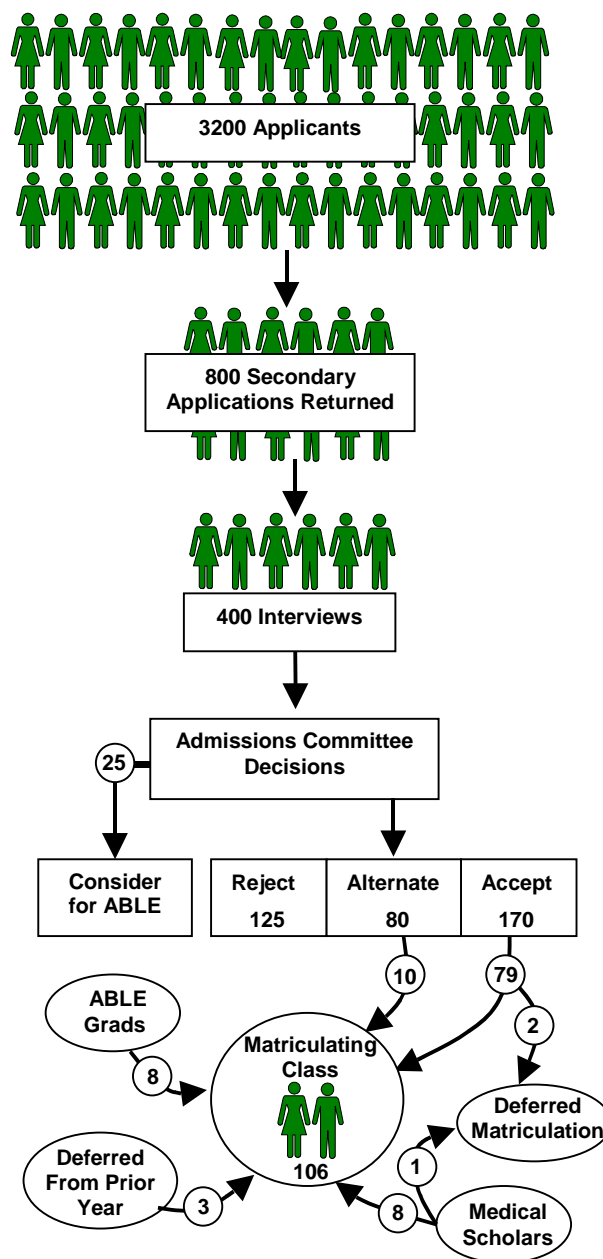 3200 Applicants
800 Secondary
Applications Returned
400 Interviews
Admissions Committee
Decisions
25
Consider
for ABLE
Reject
125
Alternate
80
Accept
170
10
79
2
ABLE
Grads
8
Matriculating
Class
106
Deferred
Matriculation
Deferred
From Prior
Year
3
8
1
Medical
Scholars